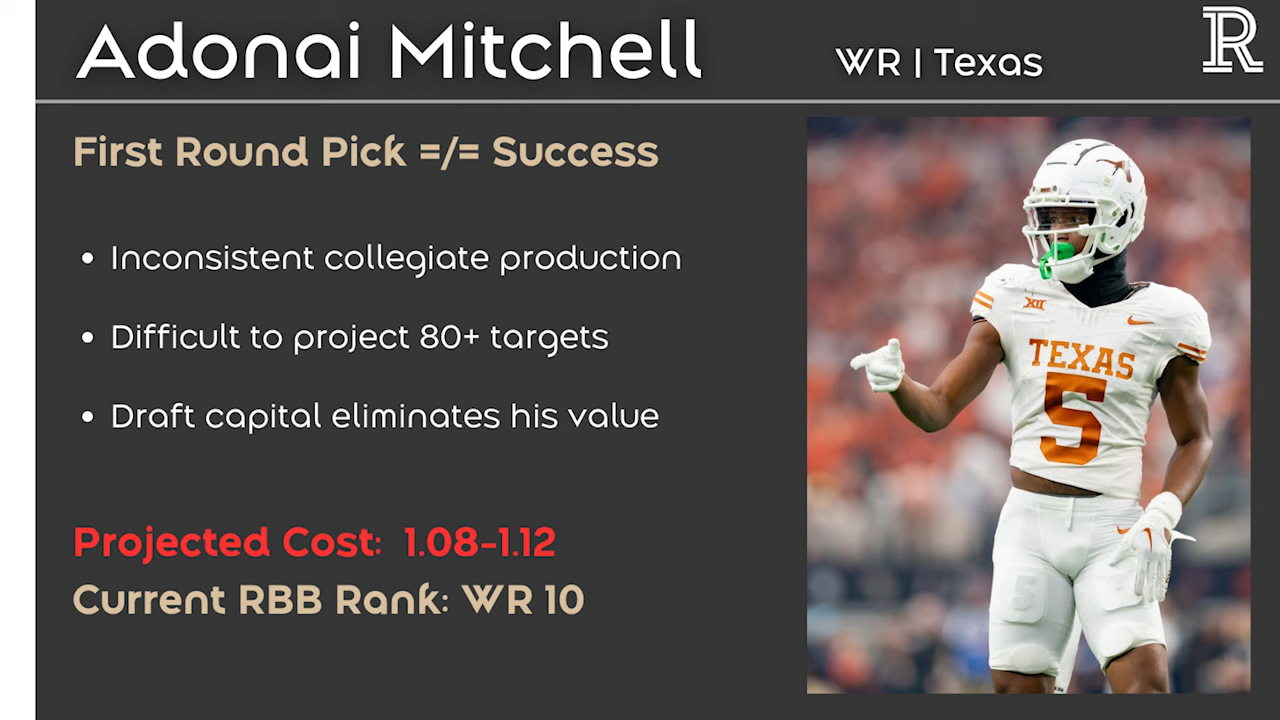 Adonai Mitchell
WR | Texas
R
First Round Pick =/= Success
• Inconsistent collegiate production
• Difficult to project 80+ targets
• Draft capital eliminates his value
Projected Cost: 1.08-1.12
Current RBB Rank: WR 10
XII
TEXAS
5
5